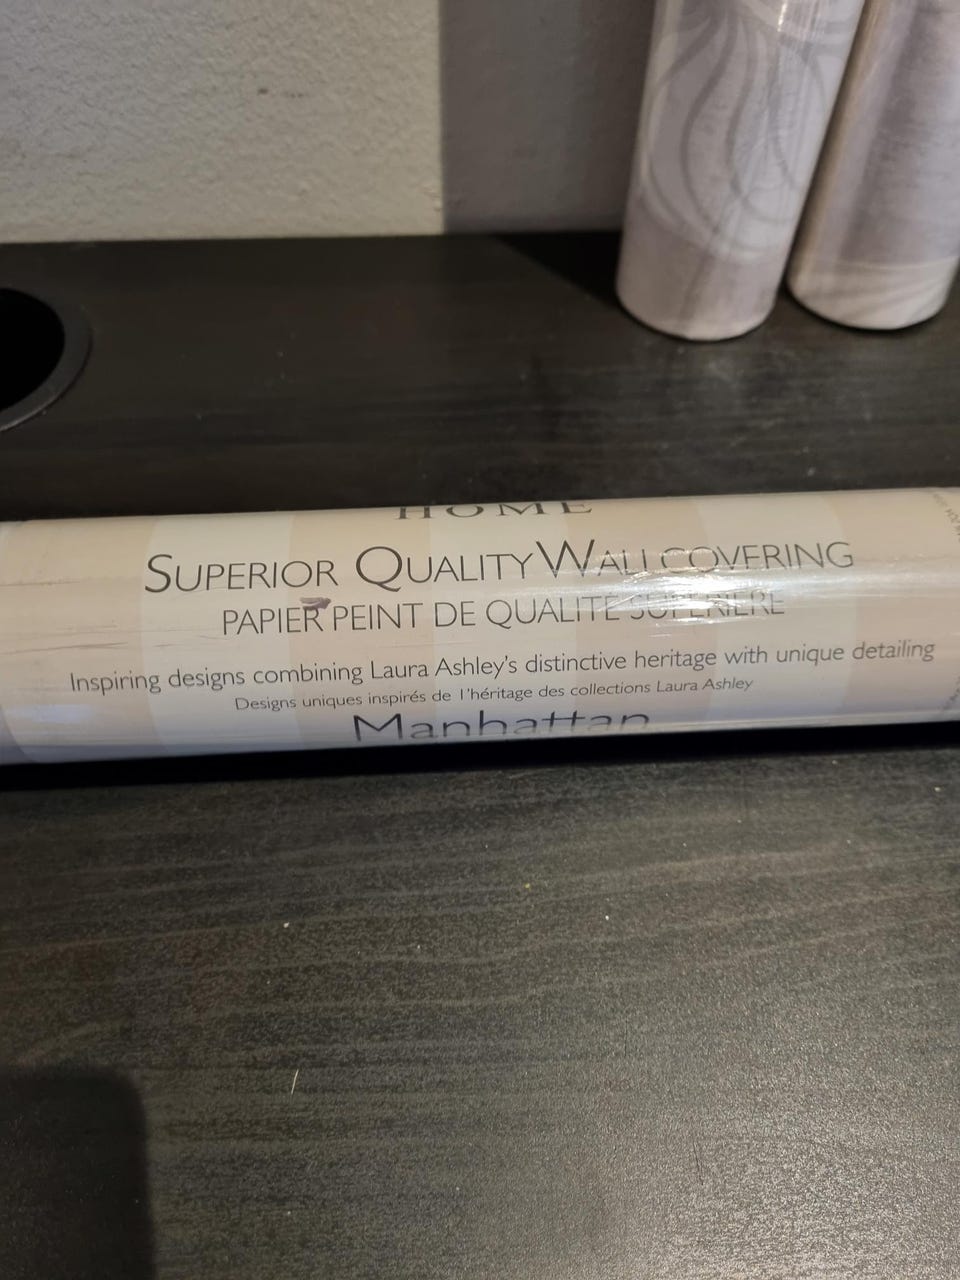 HOME
SUPERIOR QUALITY WALLCOVERING
PAPIER PEINT DE QUALITE SUPERIERE
Inspiring designs combining Laura Ashley's distinctive heritage with unique detailing
Designs uniques inspirés de l'héritage des collections Laura Ashley
Manhattan